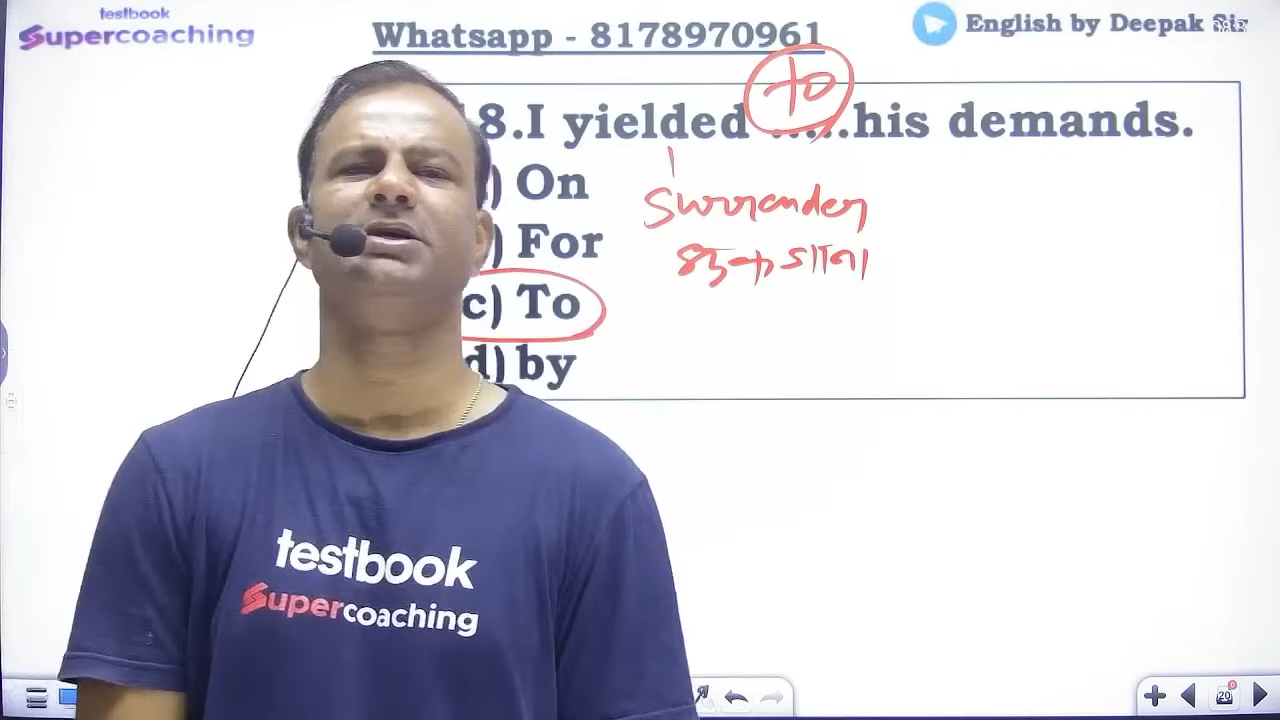 testbook
Supercoaching
Whatsapp - 8178970961
English by Deepak Sir
to
8.I yielded ......his demands.
) On
Surrander
) For
झुक जाना
c) To
d) by
testbook
Supercoaching
20